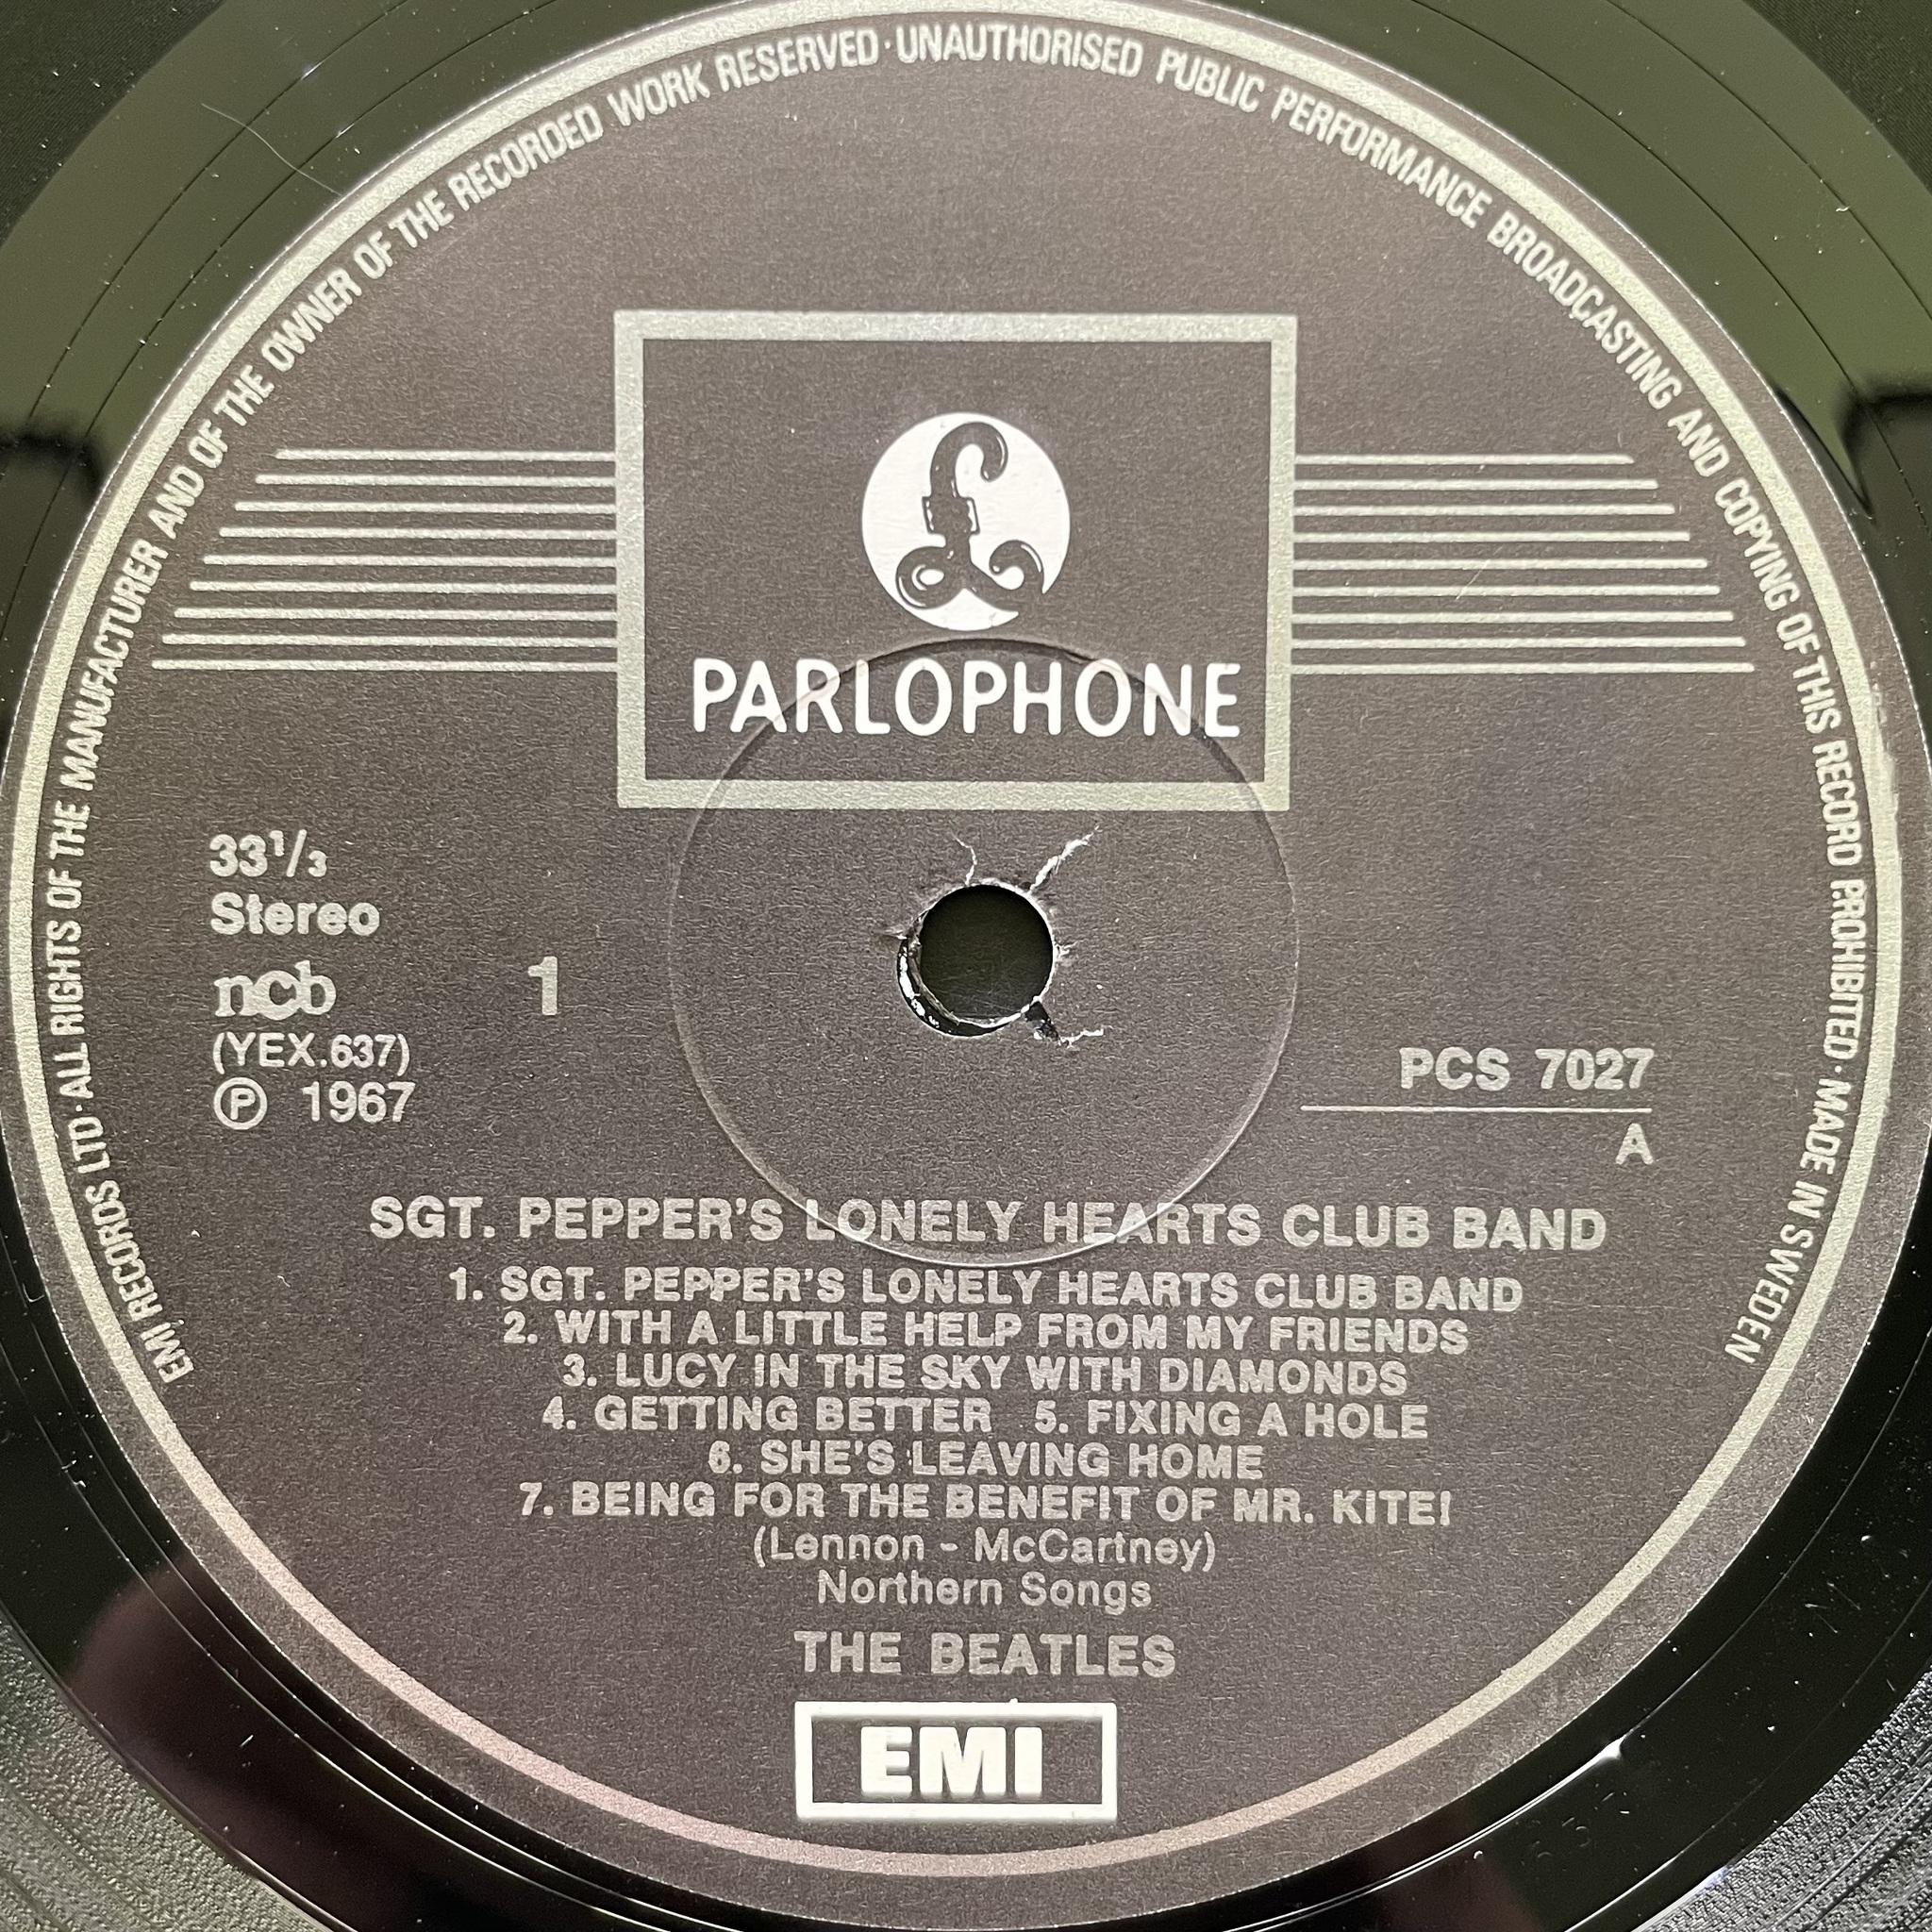 EMI RECORDS LTD · ALL RIGHTS OF THE MANUFACTURER AND OF THE OWNER OF THE RECORDED WORK RESERVED · UNAUTHORISED PUBLIC PERFORMANCE BROADCASTING AND COPYING OF THIS RECORD PROHIBITED · MADE IN SWEDEN
£
PARLOPHONE
33 1/3
Stereo
ncb
1
(YEX.637)
℗ 1967
PCS 7027
A
SGT. PEPPER'S LONELY HEARTS CLUB BAND
1. SGT. PEPPER'S LONELY HEARTS CLUB BAND
2. WITH A LITTLE HELP FROM MY FRIENDS
3. LUCY IN THE SKY WITH DIAMONDS
4. GETTING BETTER 5. FIXING A HOLE
6. SHE'S LEAVING HOME
7. BEING FOR THE BENEFIT OF MR. KITE!
(Lennon - McCartney)
Northern Songs
THE BEATLES
EMI